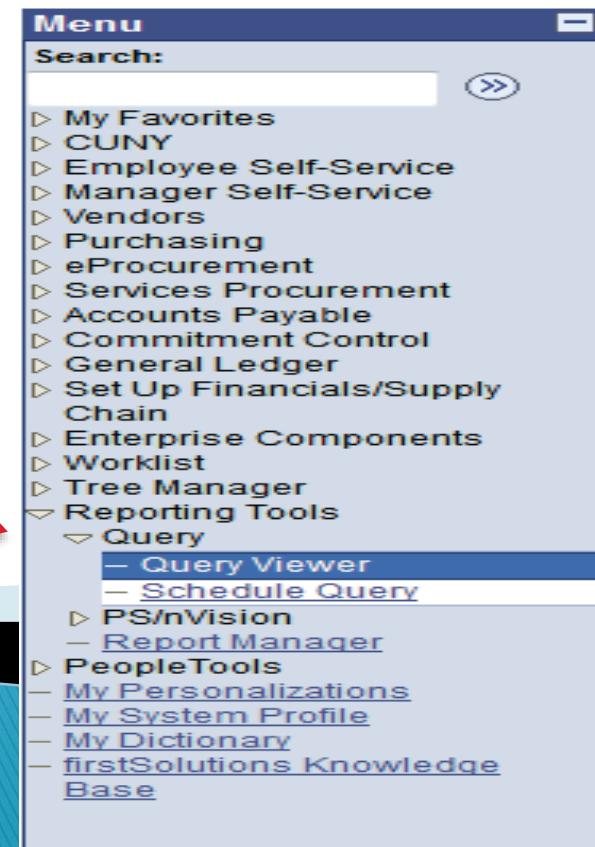 Menu
Search:
My Favorites
CUNY
Employee Self-Service
Manager Self-Service
Vendors
Purchasing
eProcurement
Services Procurement
Accounts Payable
Commitment Control
General Ledger
Set Up Financials/Supply
Chain
Enterprise Components
Worklist
Tree Manager
Reporting Tools
Query
– Query Viewer
– Schedule Query
PS/nVision
– Report Manager
PeopleTools
– My Personalizations
– My System Profile
– My Dictionary
– firstSolutions Knowledge
Base